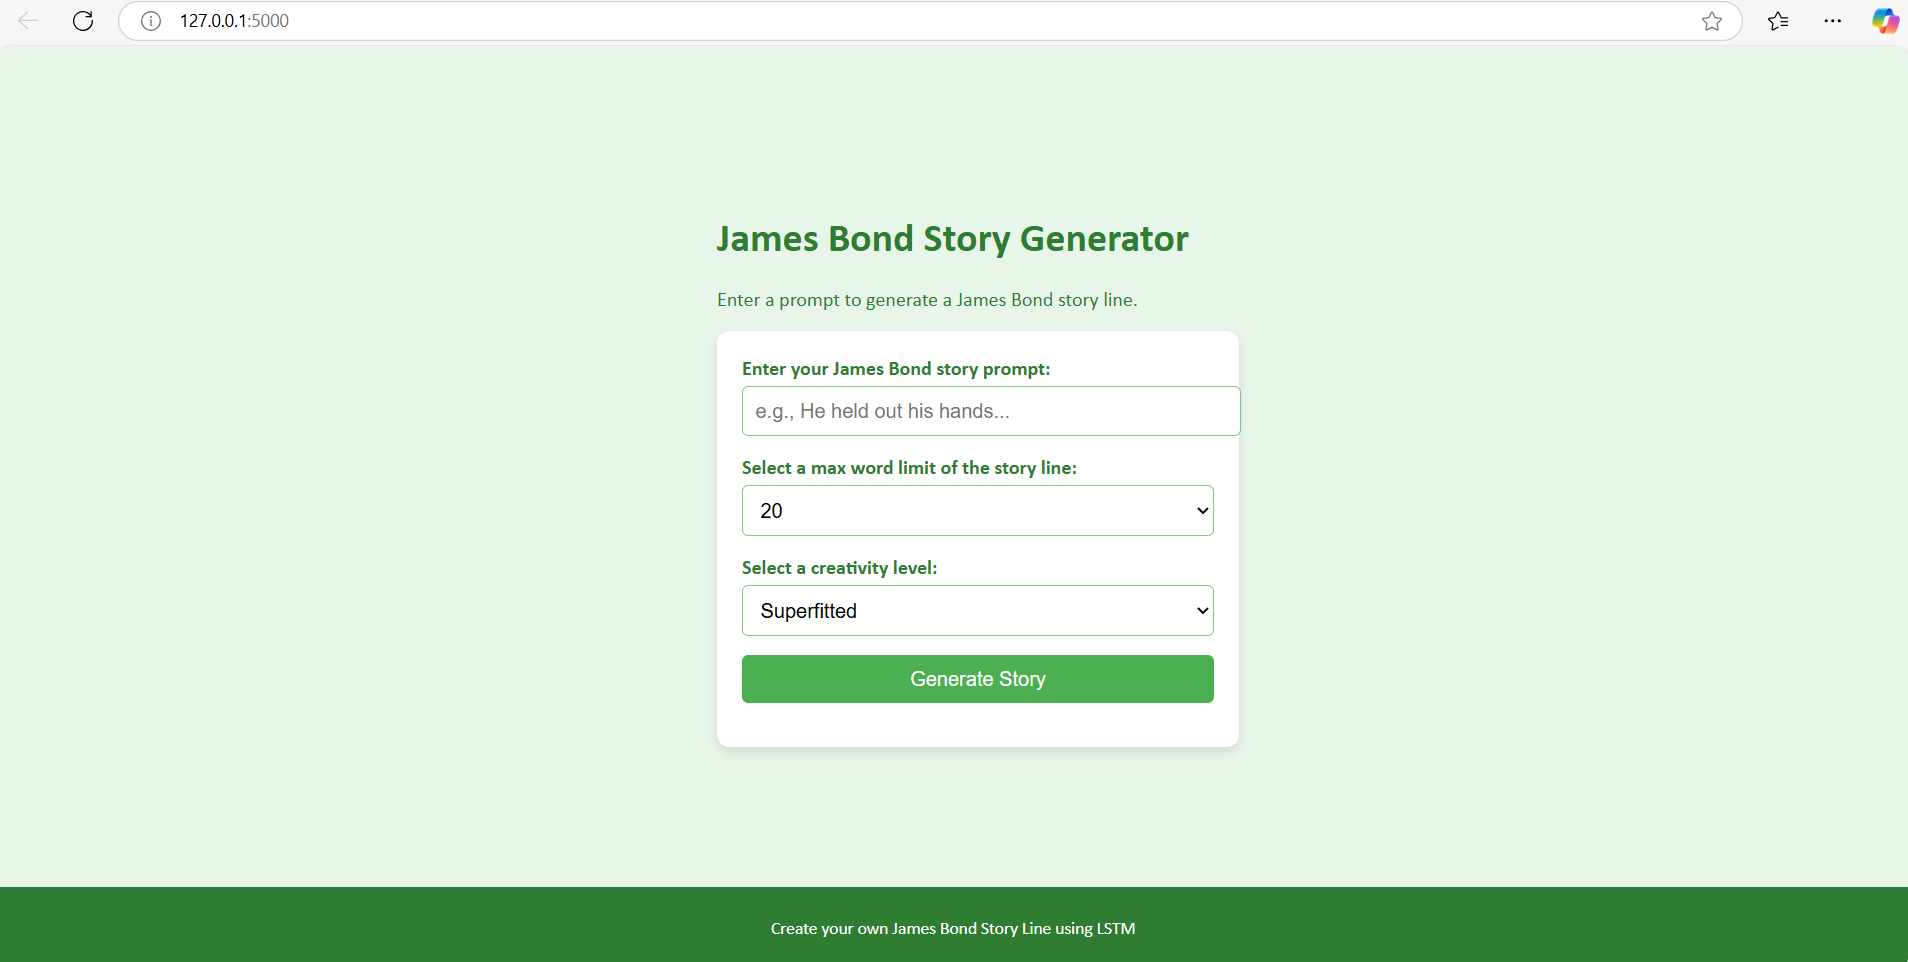 127.0.0.1:5000
James Bond Story Generator
Enter a prompt to generate a James Bond story line.
Enter your James Bond story prompt:
e.g., He held out his hands...
Select a max word limit of the story line:
20
Select a creativity level:
Superfitted
Generate Story
Create your own James Bond Story Line using LSTM